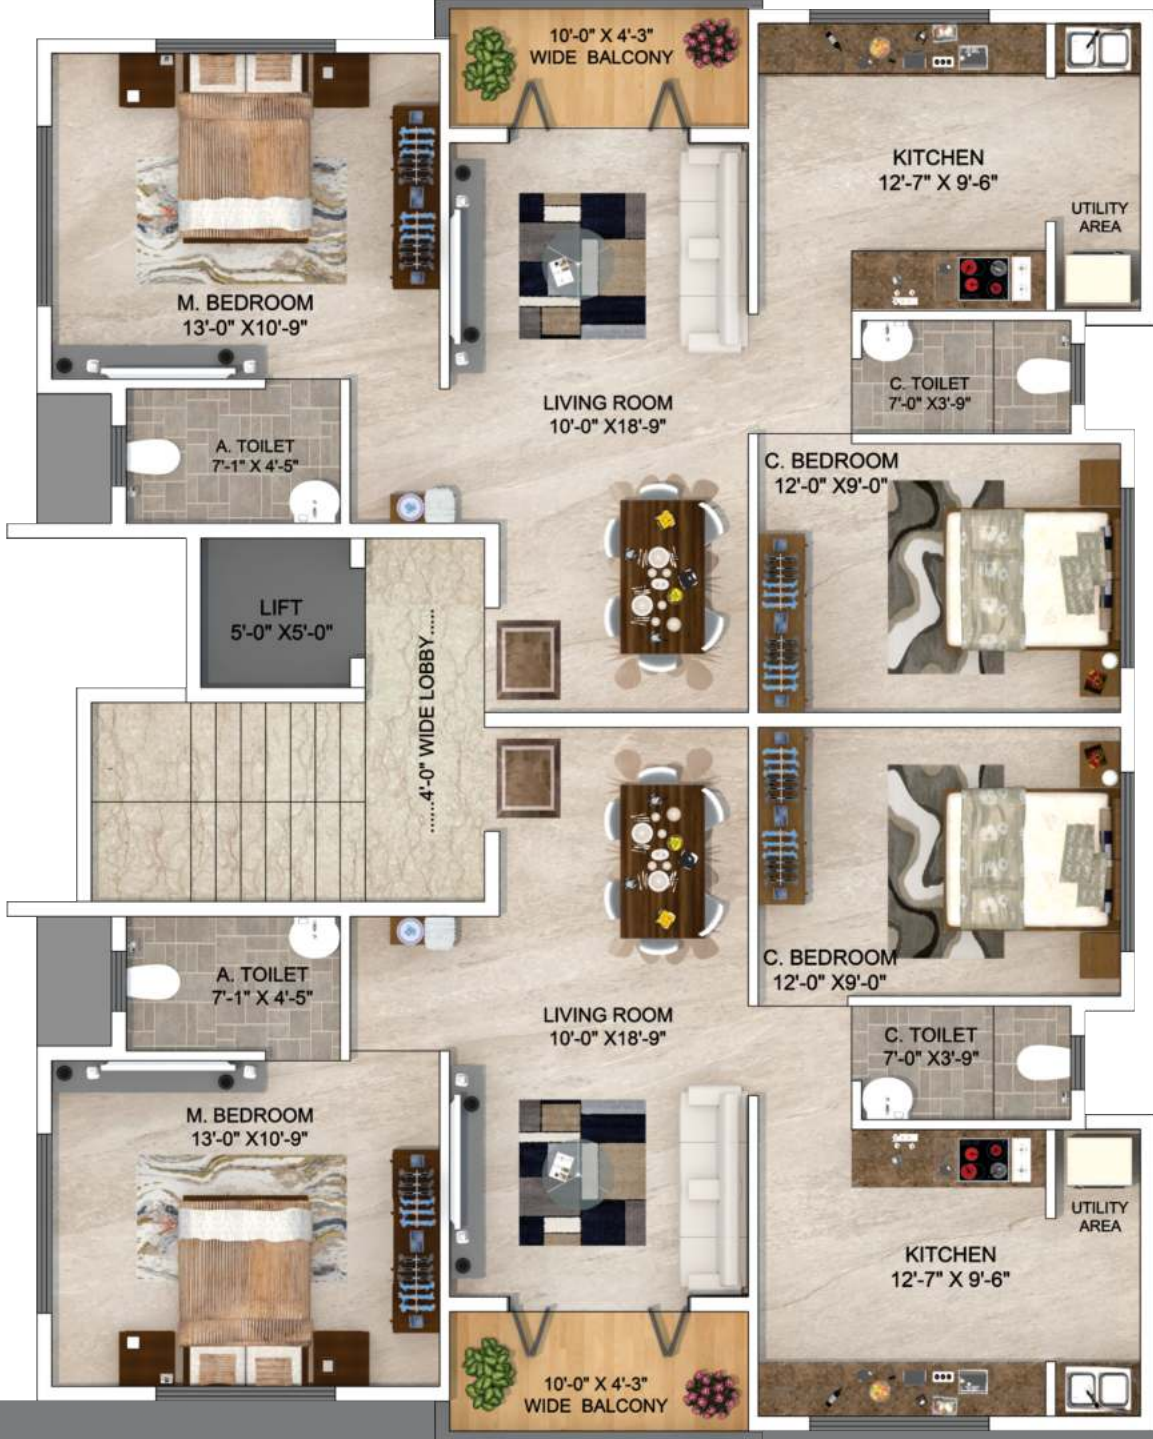 10'-0" X 4'-3"
WIDE BALCONY
KITCHEN
12'-7" X 9'-6"
UTILITY
AREA
M. BEDROOM
13'-0" X10'-9"
C. TOILET
7'-0" X3'-9"
LIVING ROOM
10'-0" X18'-9"
A. TOILET
7'-1" X 4'-5"
C. BEDROOM
12'-0" X9'-0"
LIFT
5'-0" X5'-0"
......4'-0" WIDE LOBBY......
C. BEDROOM
12'-0" X9'-0"
A. TOILET
7'-1" X 4'-5"
LIVING ROOM
10'-0" X18'-9"
C. TOILET
7'-0" X3'-9"
M. BEDROOM
13'-0" X10'-9"
UTILITY
AREA
KITCHEN
12'-7" X 9'-6"
10'-0" X 4'-3"
WIDE BALCONY